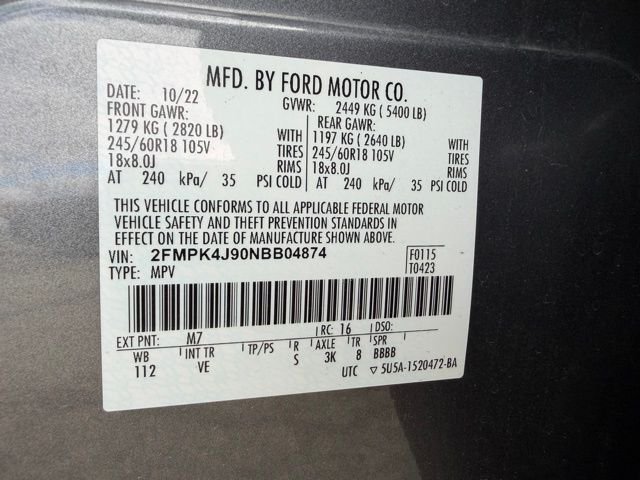 MFD. BY FORD MOTOR CO.
DATE: 10/22 GVWR: 2449 KG ( 5400 LB)
FRONT GAWR: REAR GAWR:
1279 KG ( 2820 LB) WITH 1197 KG ( 2640 LB) WITH
245/60R18 105V TIRES 245/60R18 105V TIRES
18x8.0J RIMS 18x8.0J RIMS
AT 240 kPa/ 35 PSI COLD AT 240 kPa/ 35 PSI COLD
THIS VEHICLE CONFORMS TO ALL APPLICABLE FEDERAL MOTOR
VEHICLE SAFETY AND THEFT PREVENTION STANDARDS IN
EFFECT ON THE DATE OF MANUFACTURE SHOWN ABOVE.
VIN: 2FMPK4J90NBB04874 F0115
TYPE: MPV T0423
EXT PNT: M7 RC: 16 DSO:
WB INT TR TP/PS R AXLE TR SPR
112 VE S 3K 8 BBBB
UTC ▽5U5A-1520472-BA